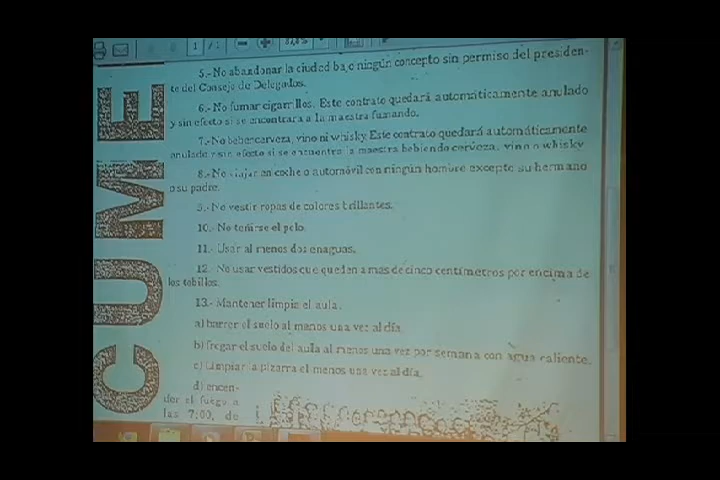 1 / 1
5.- No abandonar la ciudad bajo ningún concepto sin permiso del presiden-
te del Consejo de Delegados.
6.- No fumar cigarrillos. Este contrato quedará automáticamente anulado
y sin efecto si se encontrara a la maestra fumando.
7.- No beber cerveza, vino ni whisky. Este contrato quedará automáticamente
anulado y sin efecto si se encuentra la maestra bebiendo cerveza, vino o whisky
8.- No viajar en coche o automóvil con ningún hombre excepto su hermano
o su padre.
9.- No vestir ropas de colores brillantes.
10.- No teñirse el pelo.
11.- Usar al menos dos enaguas.
12.- No usar vestidos que queden a mas de cinco centímetros por encima de
los tobillos.
13.- Mantener limpia el aula.
a) barrer el suelo al menos una vez al día
b) fregar el suelo del aula al menos una vez por semana con agua caliente.
c) Limpiar la pizarra el menos una vez al día.
d) encen-
der el fuego a
las 7:00, de
CUME